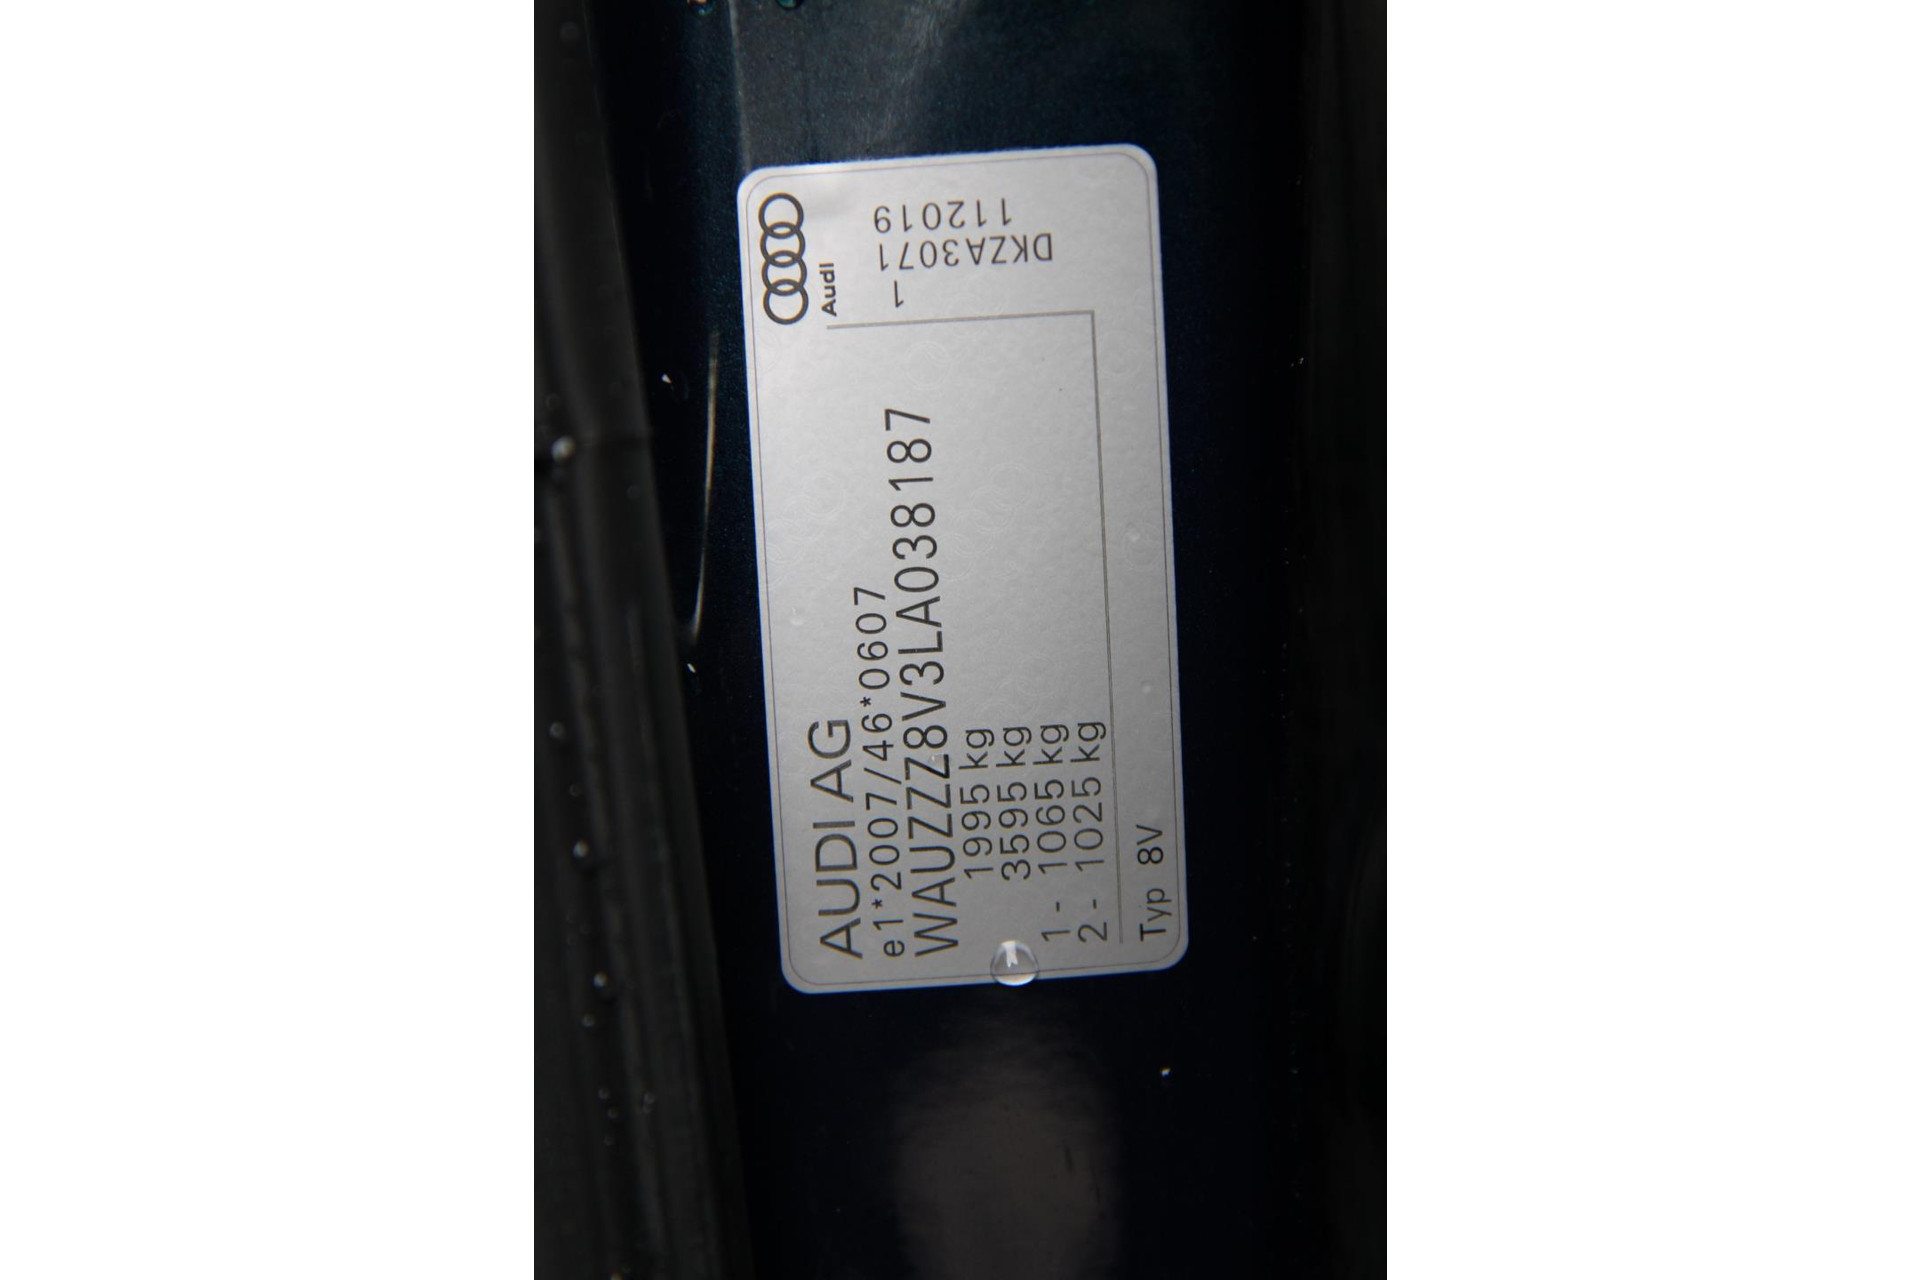 AUDI AG
e1*2007/46*0607
WAUZZZ8V3LA038187
1995 kg
3595 kg
1 - 1065 kg
2 - 1025 kg
Typ 8V
Audi
1
DKZA3071
112019